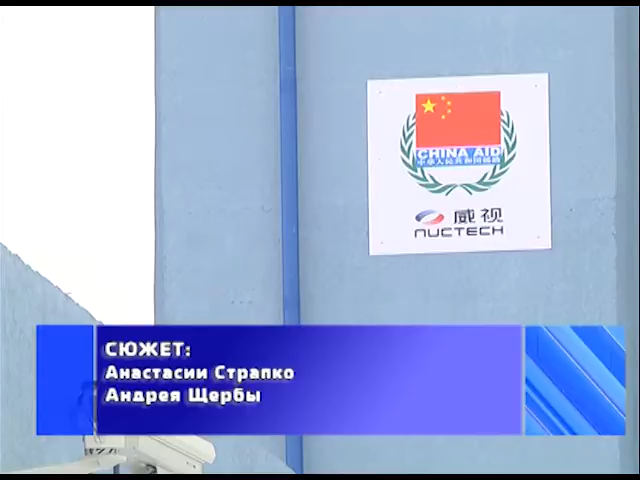 CHINA AID
威视
NUCTECH
СЮЖЕТ:
Анастасии Страпко
Андрея Щербы